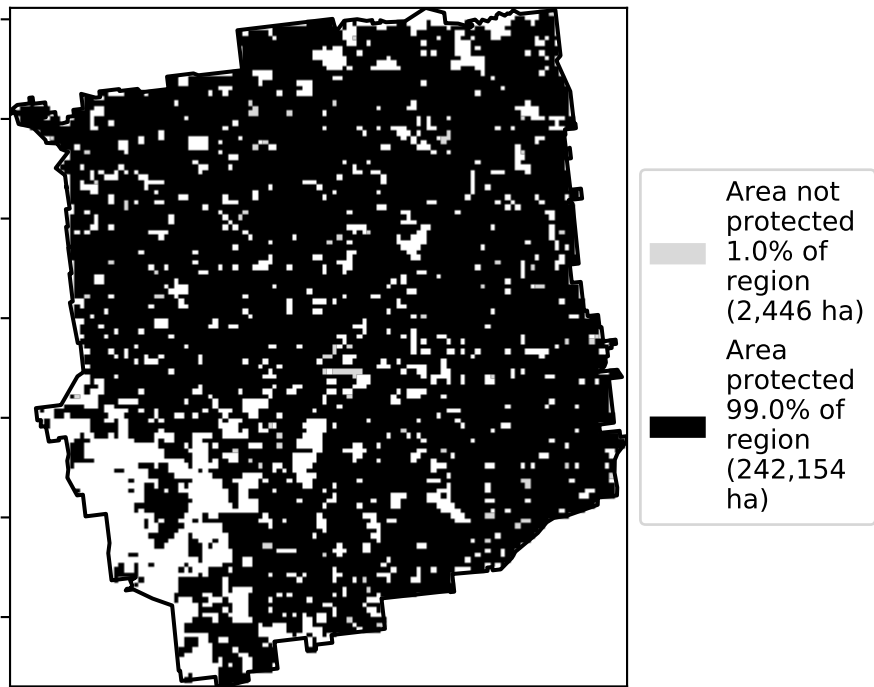 Area not
protected
1.0% of
region
(2,446 ha)
Area
protected
99.0% of
region
(242,154
ha)